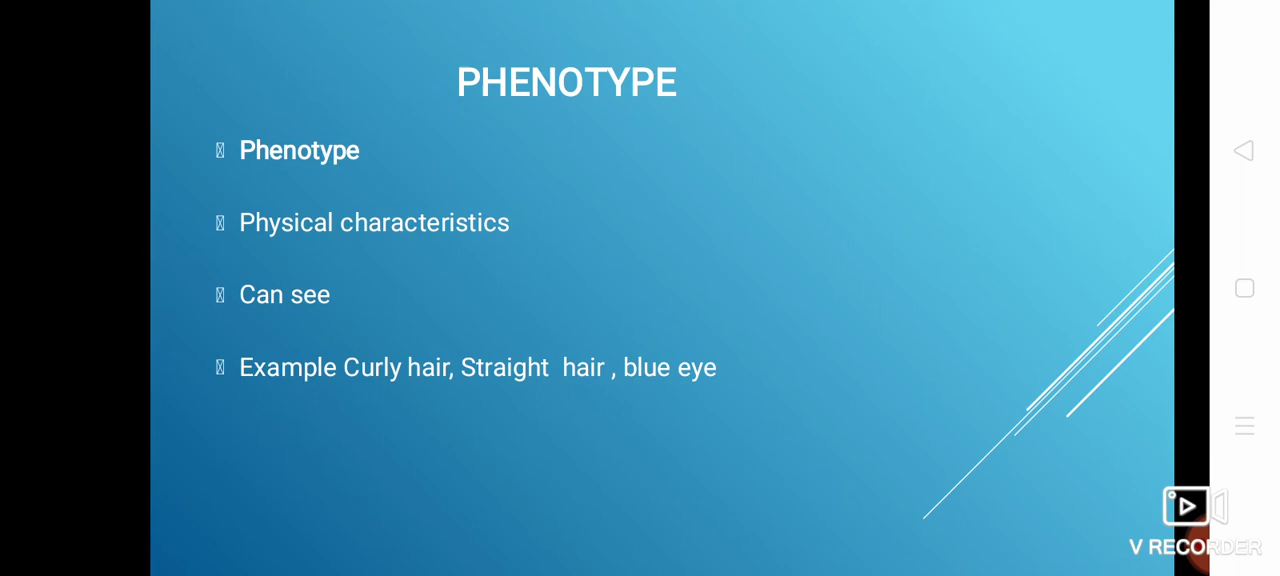 PHENOTYPE
Phenotype
Physical characteristics
Can see
Example Curly hair, Straight hair , blue eye
V RECORDER